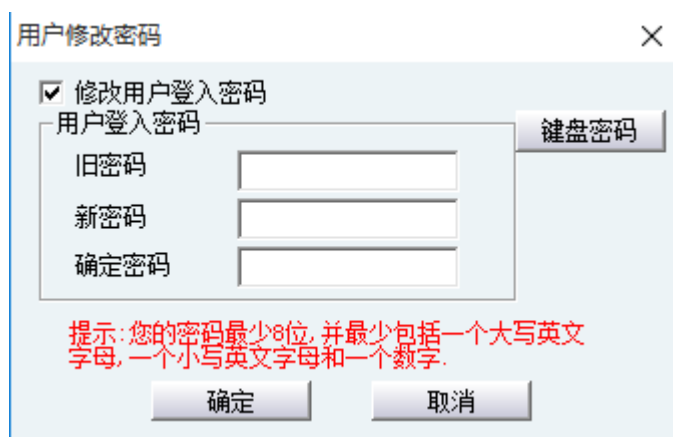 用户修改密码
修改用户登入密码
用户登入密码
键盘密码
旧密码
新密码
确定密码
提示:您的密码最少8位,并最少包括一个大写英文
字母,一个小写英文字母和一个数字.
确定
取消